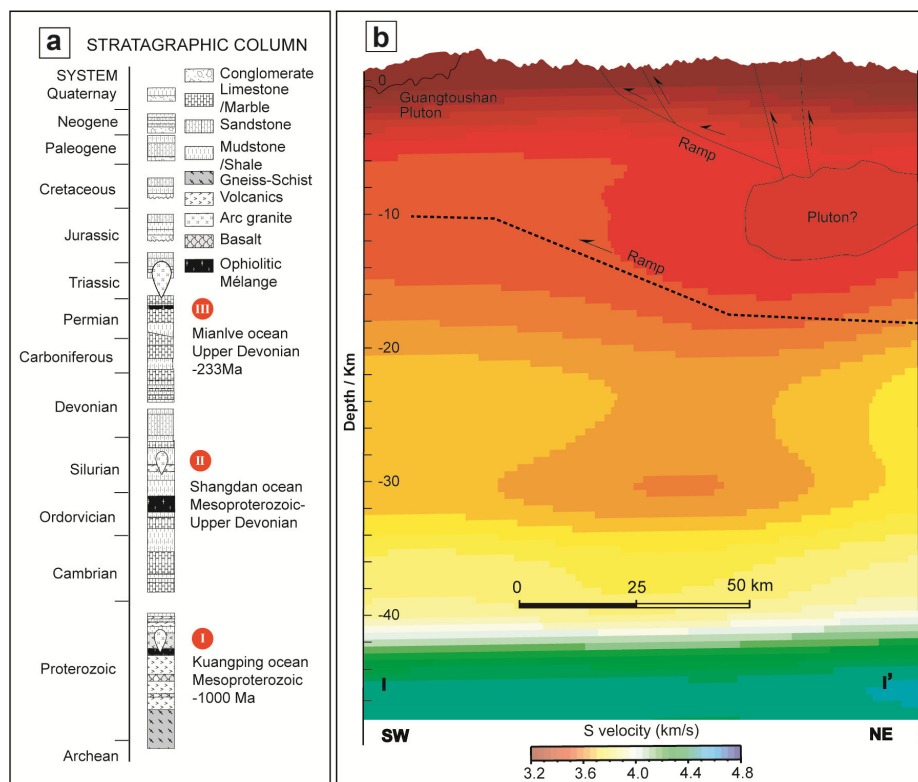 a STRATAGRAPHIC COLUMN
SYSTEM
Quaternay
Neogene
Paleogene
Cretaceous
Jurassic
Triassic
Permian
Carboniferous
Devonian
Silurian
Ordorvician
Cambrian
Proterozoic
Archean
Conglomerate
Limestone
/Marble
Sandstone
Mudstone
/Shale
Gneiss-Schist
Volcanics
Arc granite
Basalt
Ophiolitic
Mélange
III
Mianlve ocean
Upper Devonian
-233Ma
II
Shangdan ocean
Mesoproterozoic-
Upper Devonian
I
Kuangping ocean
Mesoproterozoic
-1000 Ma
b
Depth / Km
0
-10
-20
-30
-40
Guangtoushan
Pluton
Ramp
Pluton?
Ramp
0 25 50 km
I I'
SW NE
S velocity (km/s)
3.2 3.6 4.0 4.4 4.8